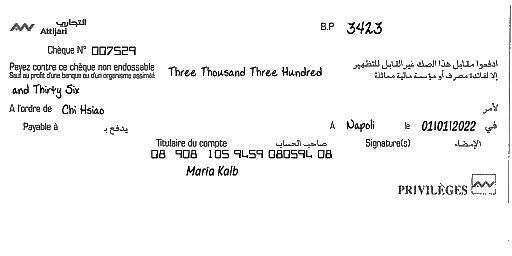 التجاري
Attijari
B.P 3423
Chèque N° 007529
Payez contre ce chèque non endossable
Sauf au profit d'une banque ou d'un organisme assimilé
Three Thousand Three Hundred
ادفعوا مقابل هذا الصك غير القابل للتظهير
إلا لفائدة مصرف أو مؤسسة مالية مماثلة
and Thirty Six
A l'ordre de Chi Hsiao لأمر
Payable à يدفع بـ A Napoli le 01/01/2022 في
Titulaire du compte صاحب الحساب Signature(s) الإمضاء
08 908 105 9459 080594 08
Maria Kalb
PRIVILÈGES